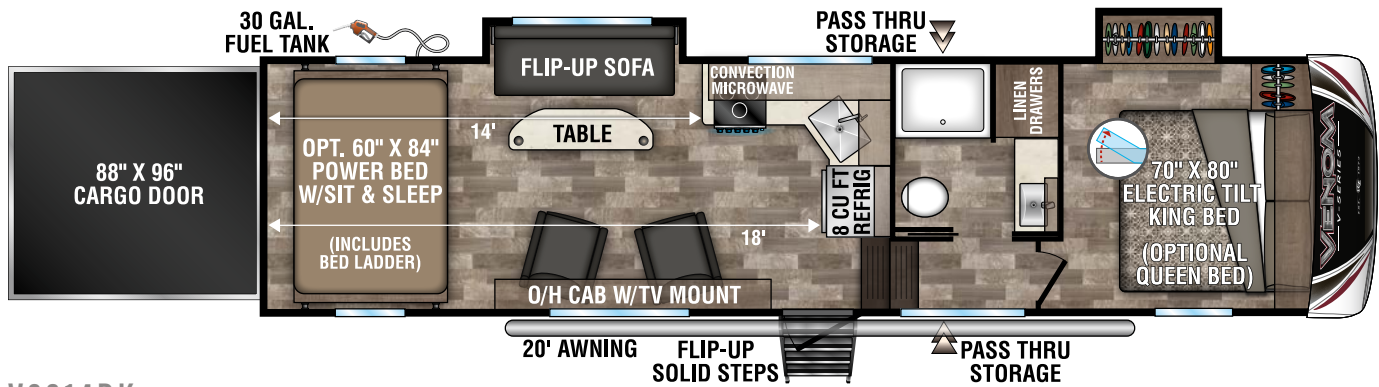 30 GAL.
FUEL TANK
PASS THRU
STORAGE
88" X 96"
CARGO DOOR
14'
OPT. 60" X 84"
POWER BED
W/SIT & SLEEP
(INCLUDES
BED LADDER)
FLIP-UP SOFA
TABLE
18'
CONVECTION
MICROWAVE
8 CU FT
REFRIG
O/H CAB W/TV MOUNT
LINEN
DRAWERS
70" X 80"
ELECTRIC TILT
KING BED
(OPTIONAL
QUEEN BED)
VENOM
V-SERIES
20' AWNING
FLIP-UP
SOLID STEPS
PASS THRU
STORAGE